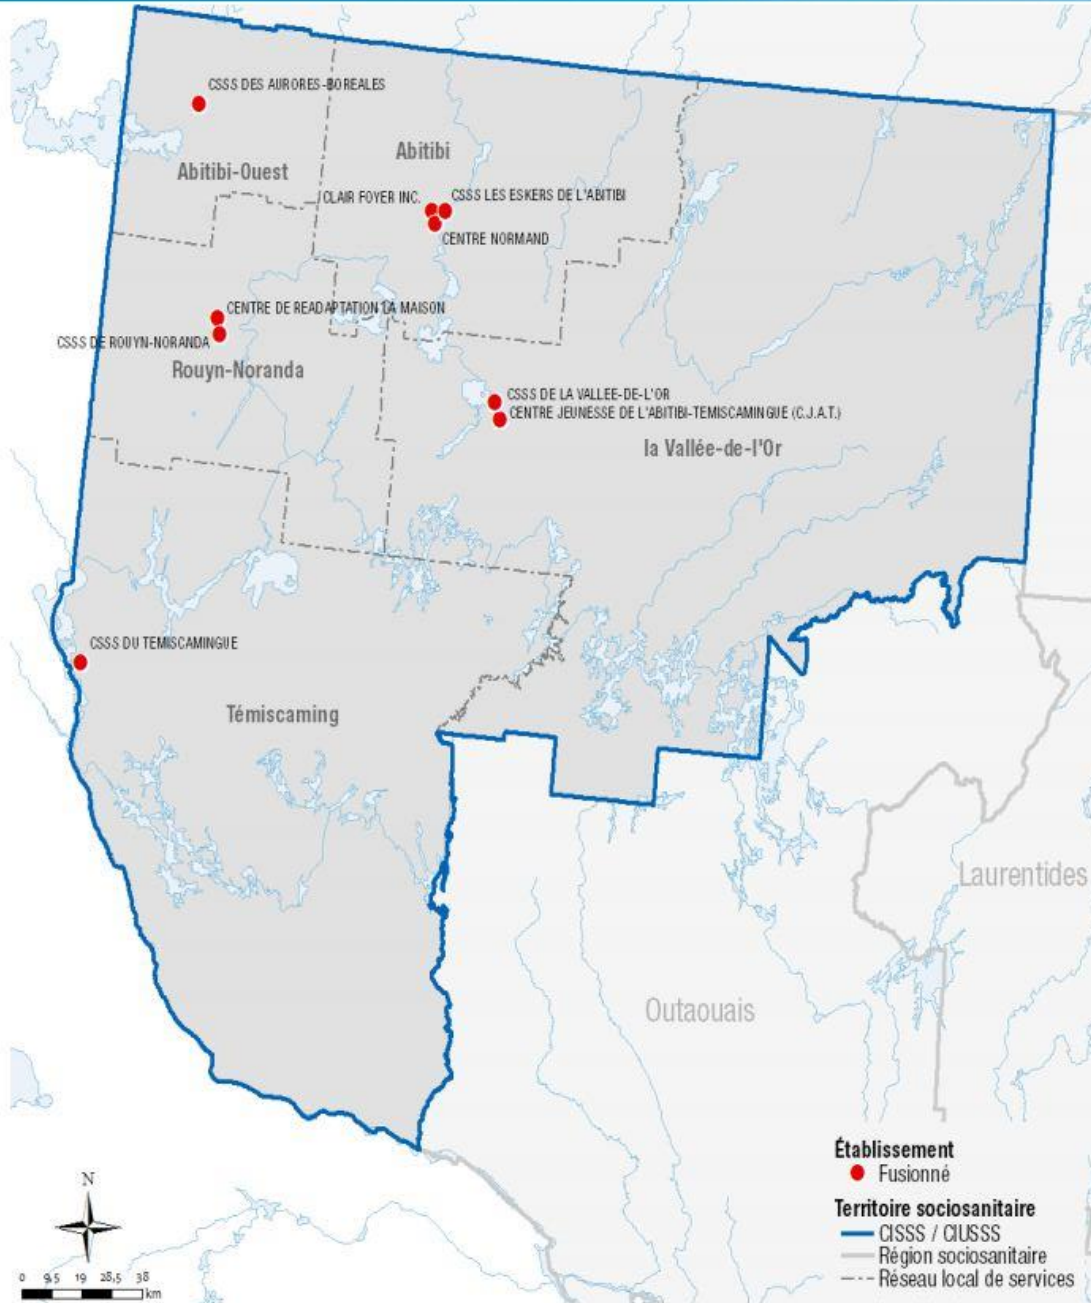 CSSS DES AURORES-BOREALES
Abitibi
Abitibi-Ouest
CLAIR FOYER INC.
CSSS LES ESKERS DE L'ABITIBI
CENTRE NORMAND
CENTRE DE READAPTATION LA MAISON
CSSS DE ROUYN-NORANDA
Rouyn-Noranda
CSSS DE LA VALLEE-DE-L'OR
CENTRE JEUNESSE DE L'ABITIBI-TEMISCAMINGUE (C.J.A.T.)
la Vallée-de-l'Or
CSSS DU TEMISCAMINGUE
Témiscaming
Laurentides
Outaouais
Établissement
Fusionné
Territoire sociosanitaire
CISSS / CIUSSS
Région sociosanitaire
Réseau local de services
N
0 9,5 19 28,5 38
km